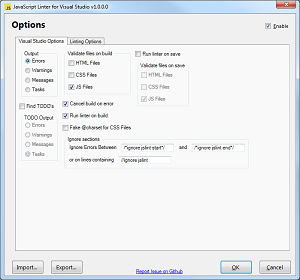 JavaScript Linter for Visual Studio v1.0.0.0
Options
Enable
Visual Studio Options
Linting Options
Output
Errors
Warnings
Messages
Tasks
Find TODO's
TODO Output
Errors
Warnings
Messages
Tasks
Validate files on build
HTML Files
CSS Files
JS Files
Run linter on save
Validate files on save
HTML Files
CSS Files
JS Files
Cancel build on error
Run linter on build
Fake @charset for CSS Files
Ignore sections
Ignore Errors Between /*ignore jslint start*/ and /*ignore jslint end*/
or on lines containing //ignore jslint
Import...
Export...
Report Issue on Github
OK
Cancel